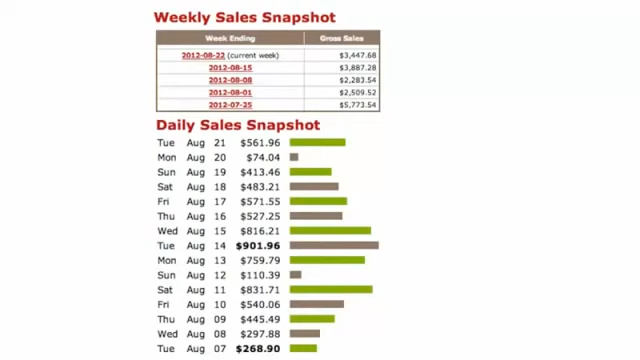 Weekly Sales Snapshot
Week Ending Gross Sales
2012-08-22 (current week) $3,447.68
2012-08-15 $3,887.28
2012-08-08 $2,283.54
2012-08-01 $2,509.52
2012-07-25 $5,773.54
Daily Sales Snapshot
Tue Aug 21 $561.96
Mon Aug 20 $74.04
Sun Aug 19 $413.46
Sat Aug 18 $483.21
Fri Aug 17 $571.55
Thu Aug 16 $527.25
Wed Aug 15 $816.21
Tue Aug 14 $901.96
Mon Aug 13 $759.79
Sun Aug 12 $110.39
Sat Aug 11 $831.71
Fri Aug 10 $540.06
Thu Aug 09 $445.49
Wed Aug 08 $297.88
Tue Aug 07 $268.90